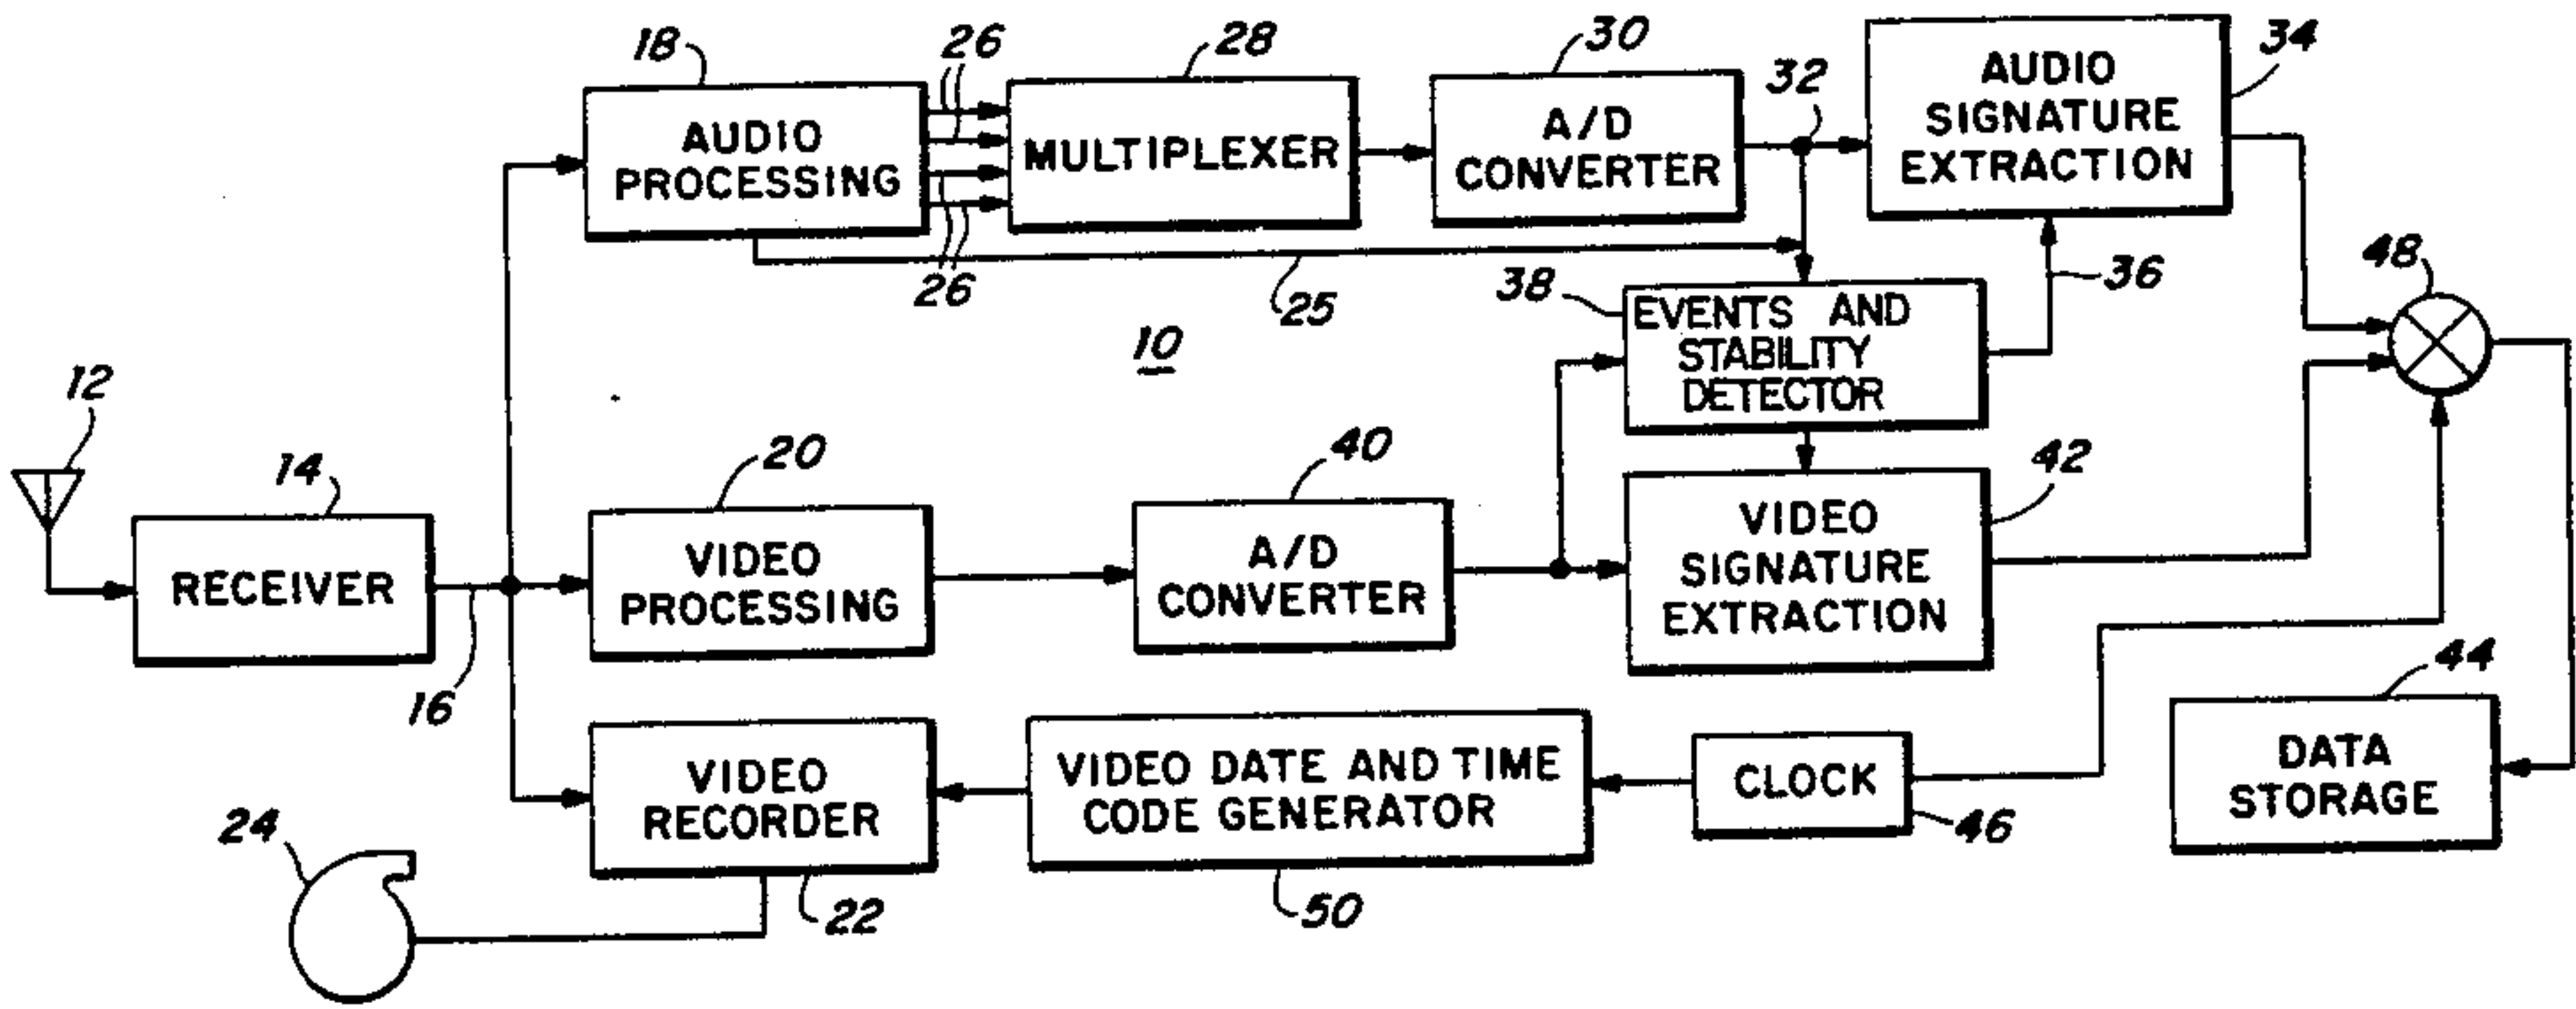 18
26
28
30
32
34
AUDIO
PROCESSING
MULTIPLEXER
A/D
CONVERTER
AUDIO
SIGNATURE
EXTRACTION
26
25
38
36
48
10
EVENTS AND
STABILITY
DETECTOR
12
14
20
40
42
RECEIVER
VIDEO
PROCESSING
A/D
CONVERTER
VIDEO
SIGNATURE
EXTRACTION
16
44
VIDEO
RECORDER
VIDEO DATE AND TIME
CODE GENERATOR
CLOCK
DATA
STORAGE
24
22
50
46